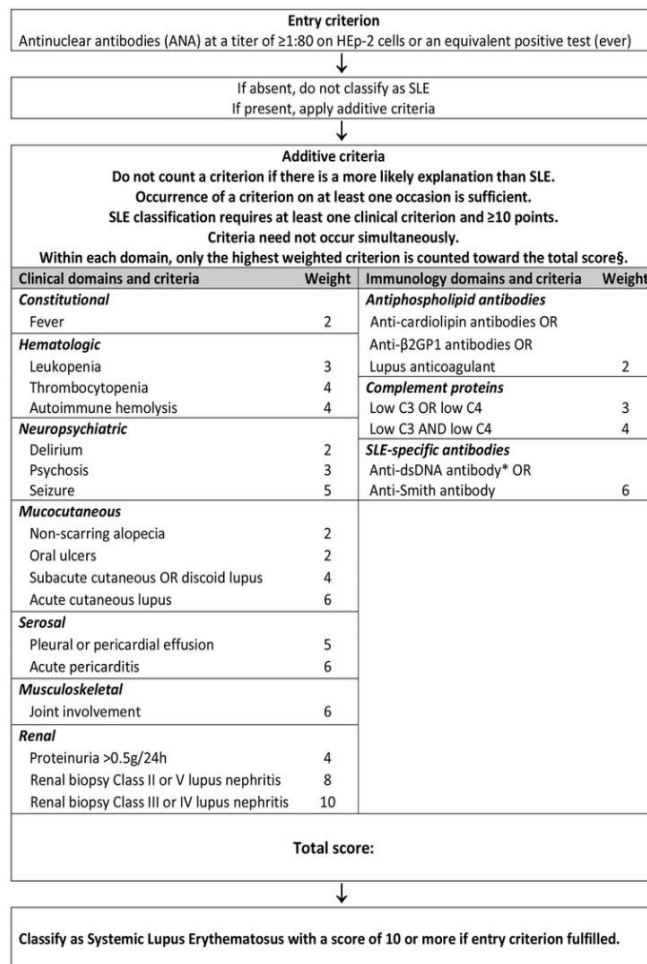 Entry criterion
Antinuclear antibodies (ANA) at a titer of ≥1:80 on HEp-2 cells or an equivalent positive test (ever)
If absent, do not classify as SLE
If present, apply additive criteria
Additive criteria
Do not count a criterion if there is a more likely explanation than SLE.
Occurrence of a criterion on at least one occasion is sufficient.
SLE classification requires at least one clinical criterion and ≥10 points.
Criteria need not occur simultaneously.
Within each domain, only the highest weighted criterion is counted toward the total score§.
Clinical domains and criteria Weight
Constitutional
Fever 2
Hematologic
Leukopenia 3
Thrombocytopenia 4
Autoimmune hemolysis 4
Neuropsychiatric
Delirium 2
Psychosis 3
Seizure 5
Mucocutaneous
Non-scarring alopecia 2
Oral ulcers 2
Subacute cutaneous OR discoid lupus 4
Acute cutaneous lupus 6
Serosal
Pleural or pericardial effusion 5
Acute pericarditis 6
Musculoskeletal
Joint involvement 6
Renal
Proteinuria >0.5g/24h 4
Renal biopsy Class II or V lupus nephritis 8
Renal biopsy Class III or IV lupus nephritis 10
Immunology domains and criteria Weight
Antiphospholipid antibodies
Anti-cardiolipin antibodies OR
Anti-β2GP1 antibodies OR
Lupus anticoagulant 2
Complement proteins
Low C3 OR low C4 3
Low C3 AND low C4 4
SLE-specific antibodies
Anti-dsDNA antibody* OR
Anti-Smith antibody 6
Total score:
Classify as Systemic Lupus Erythematosus with a score of 10 or more if entry criterion fulfilled.